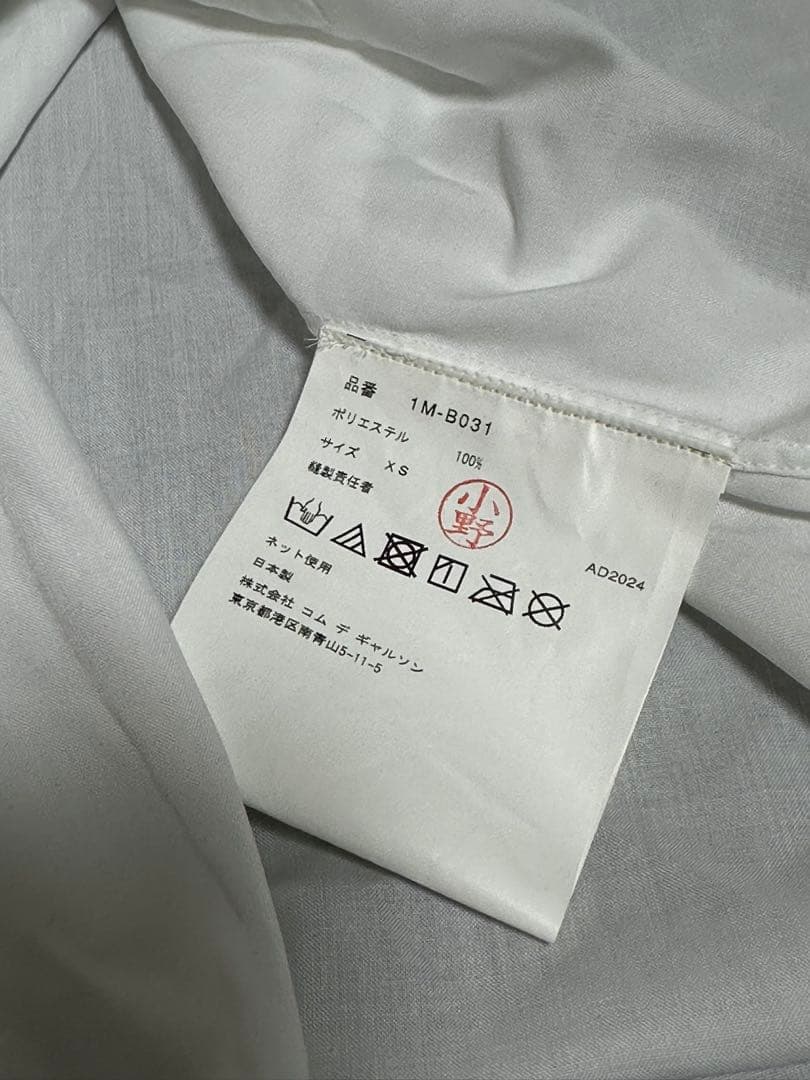 品番 1M-B031
ポリエステル 100%
サイズ XS
縫製責任者 小野
ネット使用
日本製 AD2024
株式会社 コム デ ギャルソン
東京都港区南青山5-11-5